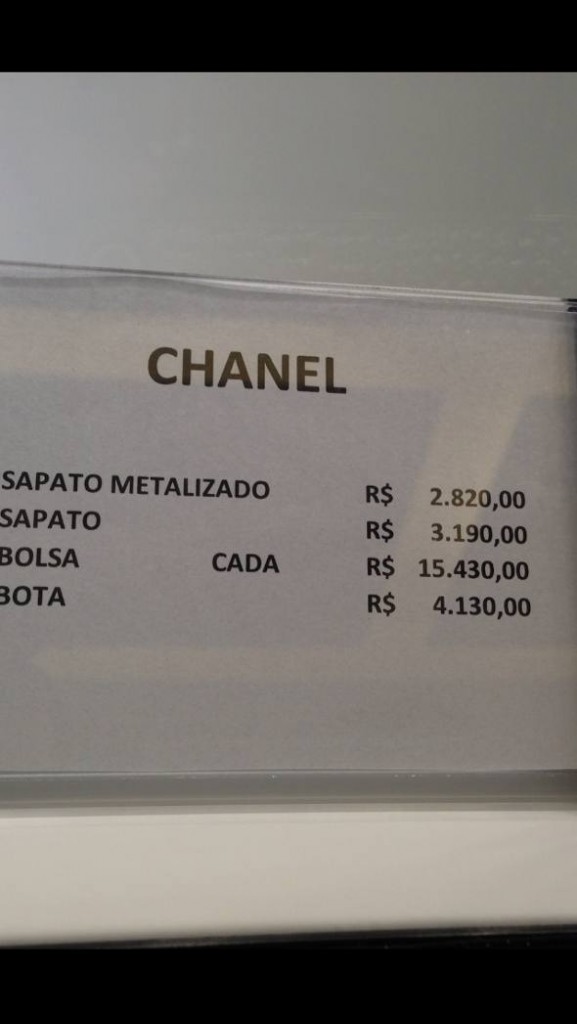 CHANEL
SAPATO METALIZADO R$ 2.820,00
SAPATO R$ 3.190,00
BOLSA CADA R$ 15.430,00
BOTA R$ 4.130,00